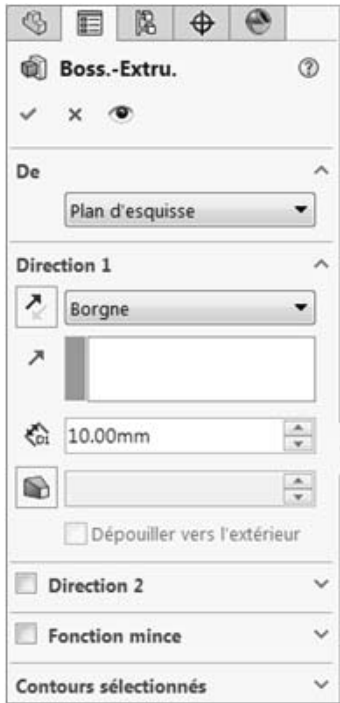 Boss.-Extru.
De
Plan d'esquisse
Direction 1
Borgne
D1
10.00mm
Dépouiller vers l'extérieur
Direction 2
Fonction mince
Contours sélectionnés